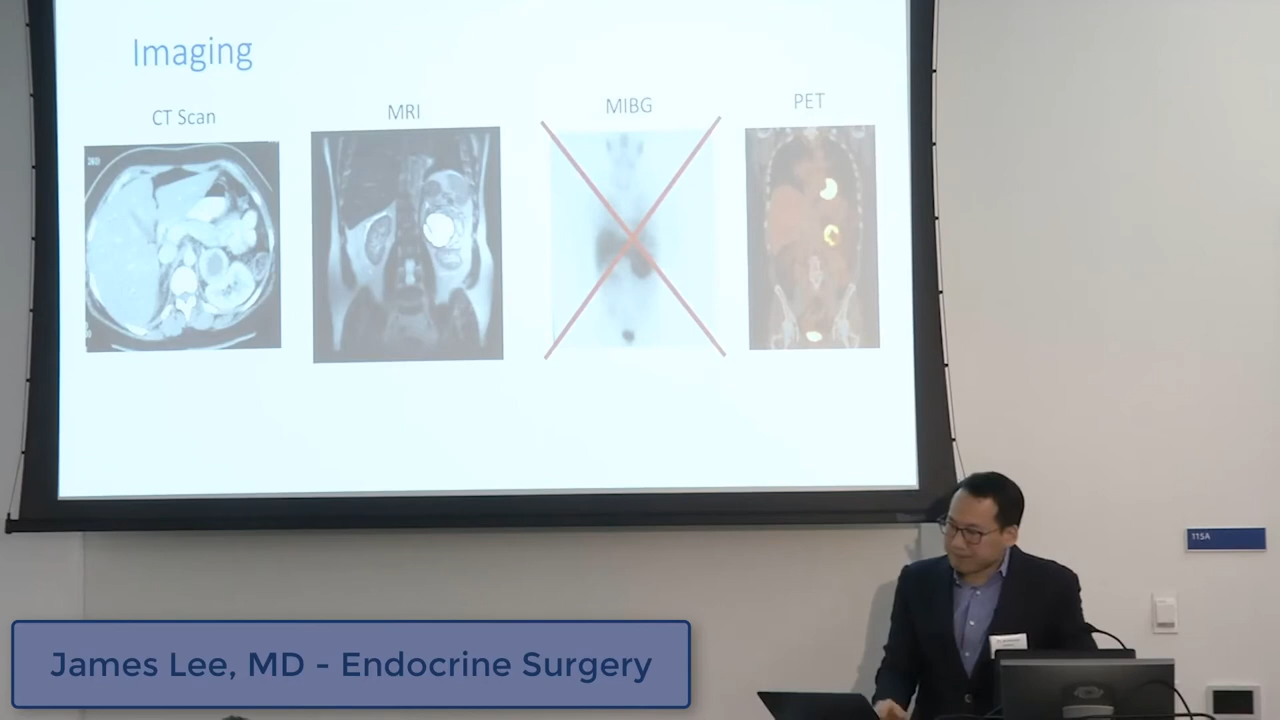 Imaging
CT Scan
MRI
MIBG
PET
115A
James Lee, MD - Endocrine Surgery